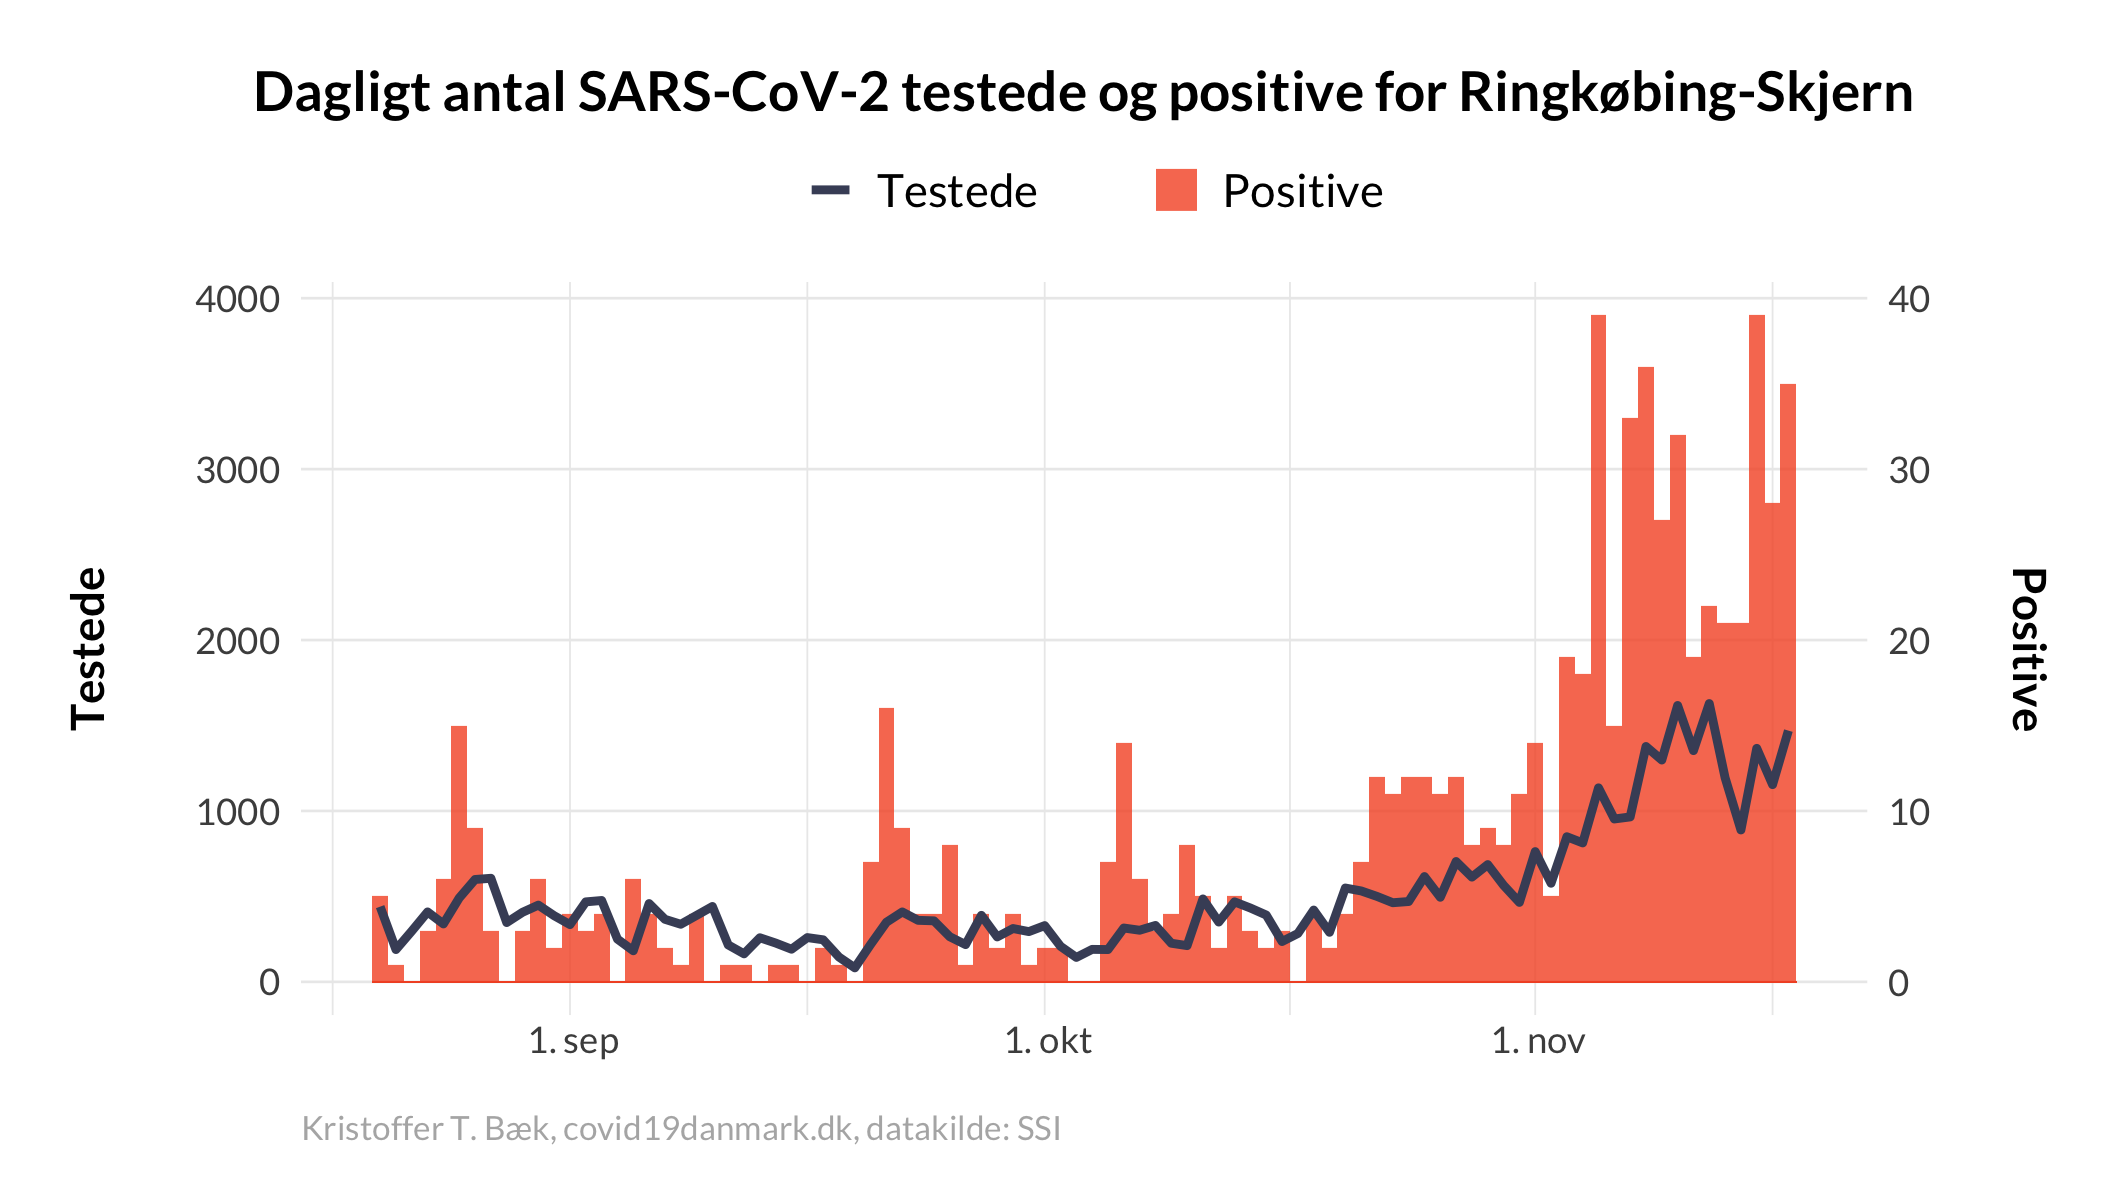 Dagligt antal SARS-CoV-2 testede og positive for Ringkøbing-Skjern
Testede
Positive
4000
3000
2000
1000
0
40
30
20
10
0
Testede
Positive
1. sep
1. okt
1. nov
Kristoffer T. Bæk, covid19danmark.dk, datakilde: SSI